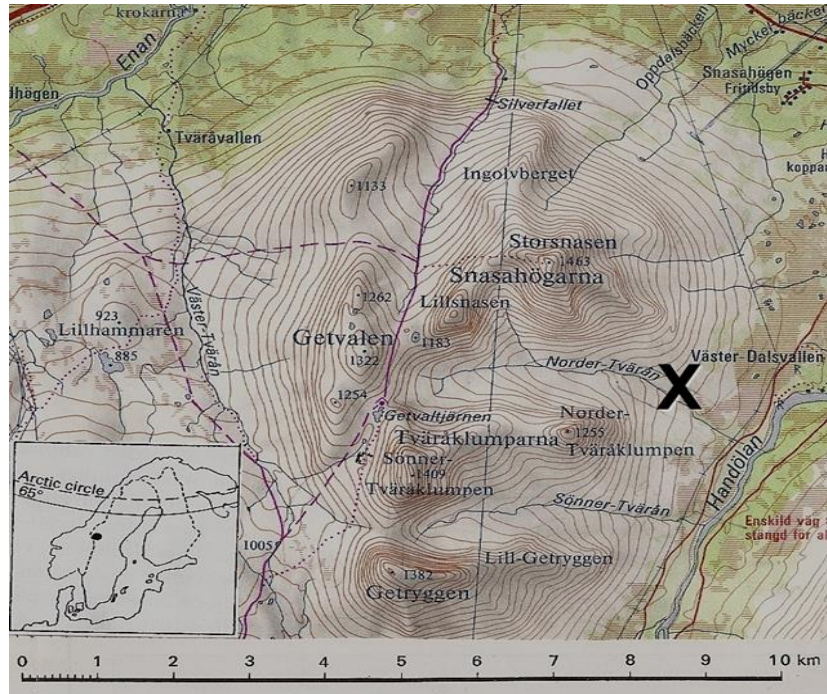 krokarna
Enan
Oppdalsbäcken
Mycket bäcken
dhögen
Snasahögen
Fritidsby
Silverfallet
Tväråvallen
Ingolvberget
koppar
1133
Storsnasen
1463
Snasahögarna
1262
Lillsnasen
923
Lillhammaren
885
Väster-Tvärån
Getvalen
1183
1322
Norder-Tvärån
Väster-Dalsvallen
X
1254
Getvaltjärnen
Norder-
1255
Tväråklumpen
Tväråklumparna
Sönner-
1409
Tväråklumpen
Handölan
Sönner-Tvärån
Enskild väg
stängd för al
Arctic circle
65°
1005
Lill-Getryggen
1382
Getryggen
0 1 2 3 4 5 6 7 8 9 10 km